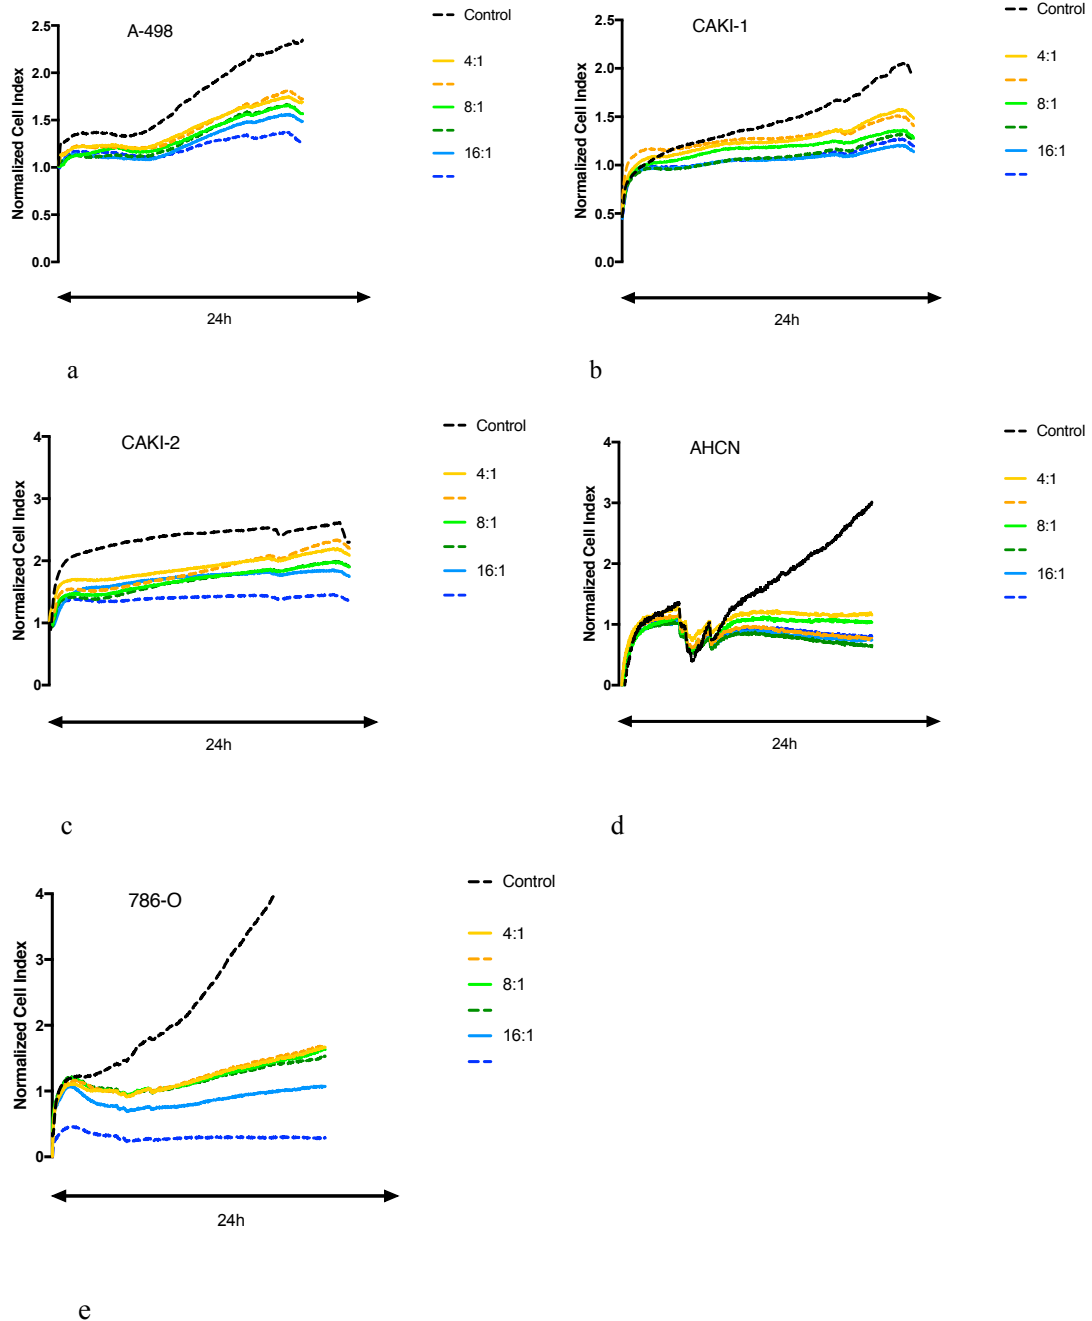 A-498
Normalized Cell Index
2.5
2.0
1.5
1.0
0.5
0.0
24h
Control
4:1
8:1
16:1
a
CAKI-1
Normalized Cell Index
2.5
2.0
1.5
1.0
0.5
0.0
24h
Control
4:1
8:1
16:1
b
CAKI-2
Normalized Cell Index
4
3
2
1
0
24h
Control
4:1
8:1
16:1
c
AHCN
Normalized Cell Index
4
3
2
1
0
24h
Control
4:1
8:1
16:1
d
786-O
Normalized Cell Index
4
3
2
1
0
24h
Control
4:1
8:1
16:1
e